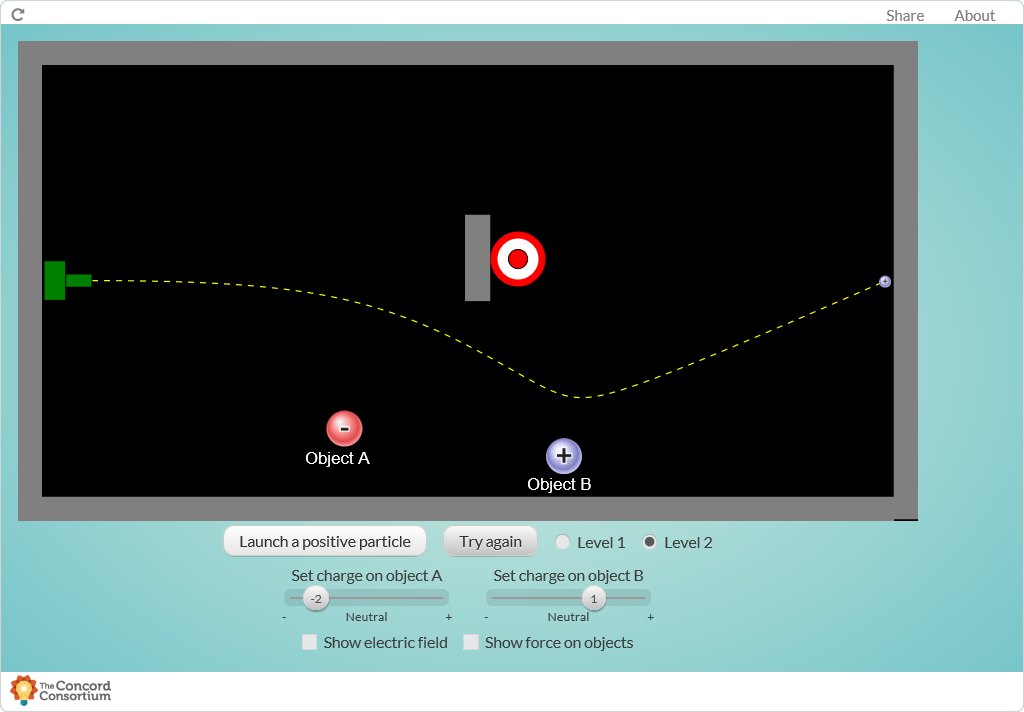 Share About
-
Object A
+
Object B
Launch a positive particle Try again Level 1 Level 2
Set charge on object A Set charge on object B
-2 1
- Neutral + - Neutral +
Show electric field Show force on objects
The Concord
Consortium